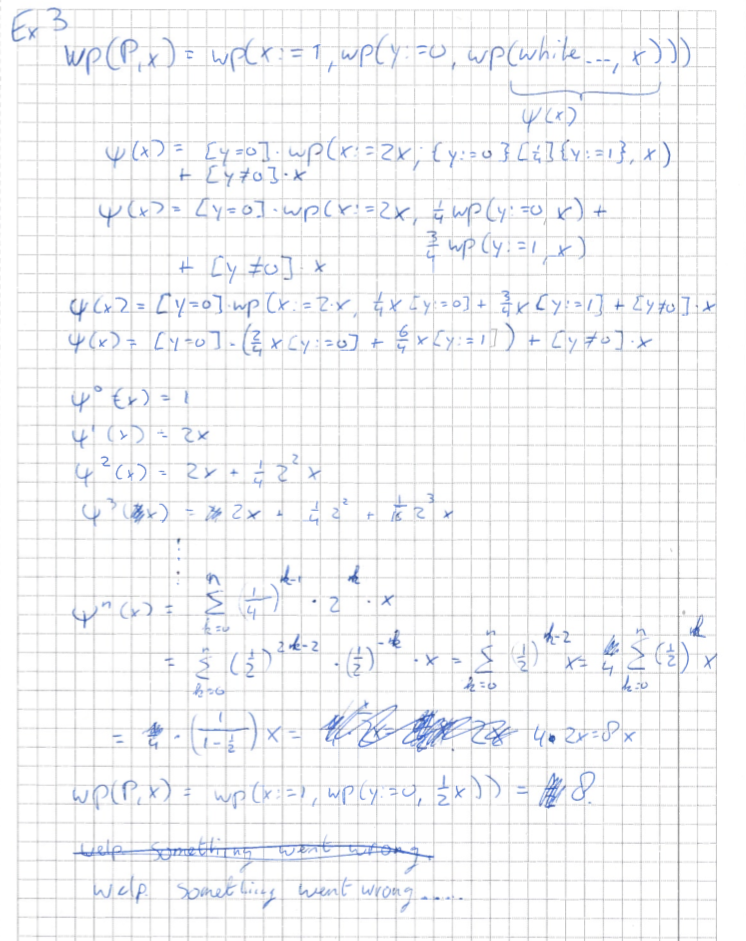 Ex 3
wp(P,x) = wp(x:=1, wp(y:=0, wp(while..., x)))
ψ(x)
ψ(x) = [y=0]·wp(x:=2x; {y:=0}[¼]{y:=1}, x)
+ [y≠0]·x
ψ(x) = [y=0]·wp(x:=2x, ¼ wp(y:=0, x) +
¾ wp(y:=1, x)
+ [y≠0]·x
ψ(x) = [y=0]·wp(x:=2·x, ¼x[y:=0] + ¾x[y:=1] + [y≠0]·x
ψ(x) = [y=0]·(2/4 x[y:=0] + 6/4 x[y:=1]) + [y≠0]·x
ψ⁰(x) = 1
ψ¹(x) = 2x
ψ²(x) = 2x + ¼ 2² x
ψ³(x) = 2x + ¼ 2² + 1/16 2³ x
⋮
ψⁿ(x) = Σ_{k=0}^{n} (1/4)^{k-1} · 2^k · x
= Σ_{k=0}^{n} (½)^{2k-2} · (½)^{-k} · x = Σ_{k=0}^{n} (½)^{k-2} x = 4 Σ_{k=0}^{n} (½)^k x
= 4 · (1/(1-½)) x = 4·2x=8x
wp(P,x) = wp(x:=1, wp(y:=0, ½x)) = 8.
welp something went wrong.
welp something went wrong.....